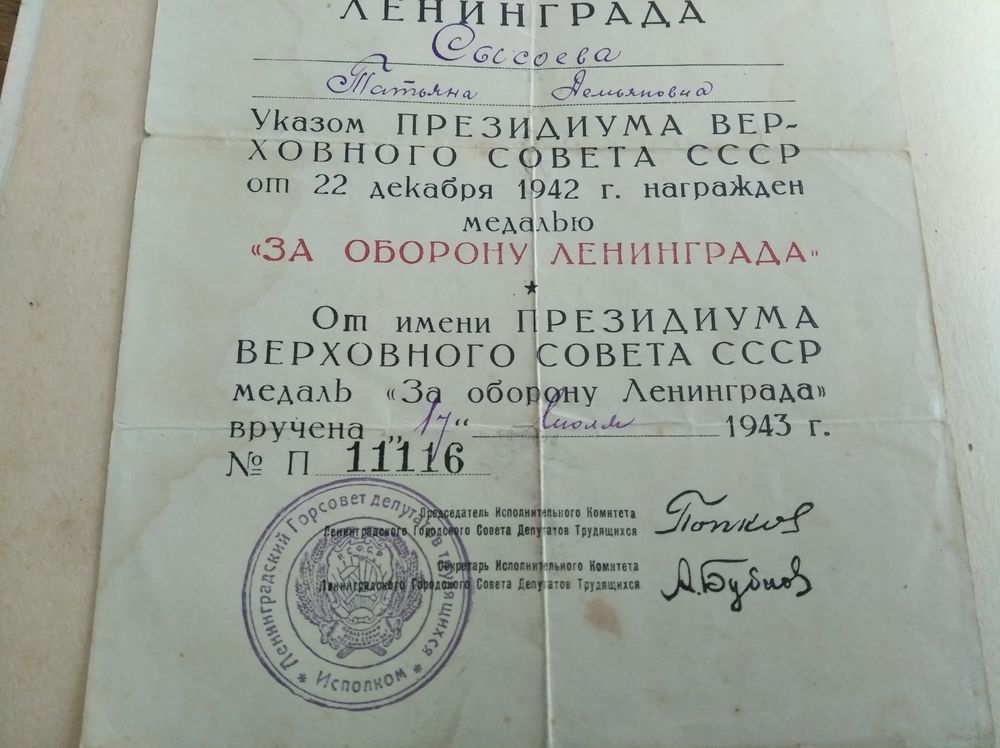 ЛЕНИНГРАДА
Сысоева
Татьяна Демьяновна
Указом ПРЕЗИДИУМА ВЕР-
ХОВНОГО СОВЕТА СССР
от 22 декабря 1942 г. награжден
медалью
«ЗА ОБОРОНУ ЛЕНИНГРАДА»
От имени ПРЕЗИДИУМА
ВЕРХОВНОГО СОВЕТА СССР
медаль «За оборону Ленинграда»
вручена „17“ июля 1943 г.
№ П 11116
Председатель Исполнительного Комитета
Ленинградского Городского Совета Депутатов Трудящихся
Попков
Секретарь Исполнительного Комитета
Ленинградского Городского Совета Депутатов Трудящихся
А.Бубнов
Ленинградский Горсовет депутатов трудящихся
* Исполком *